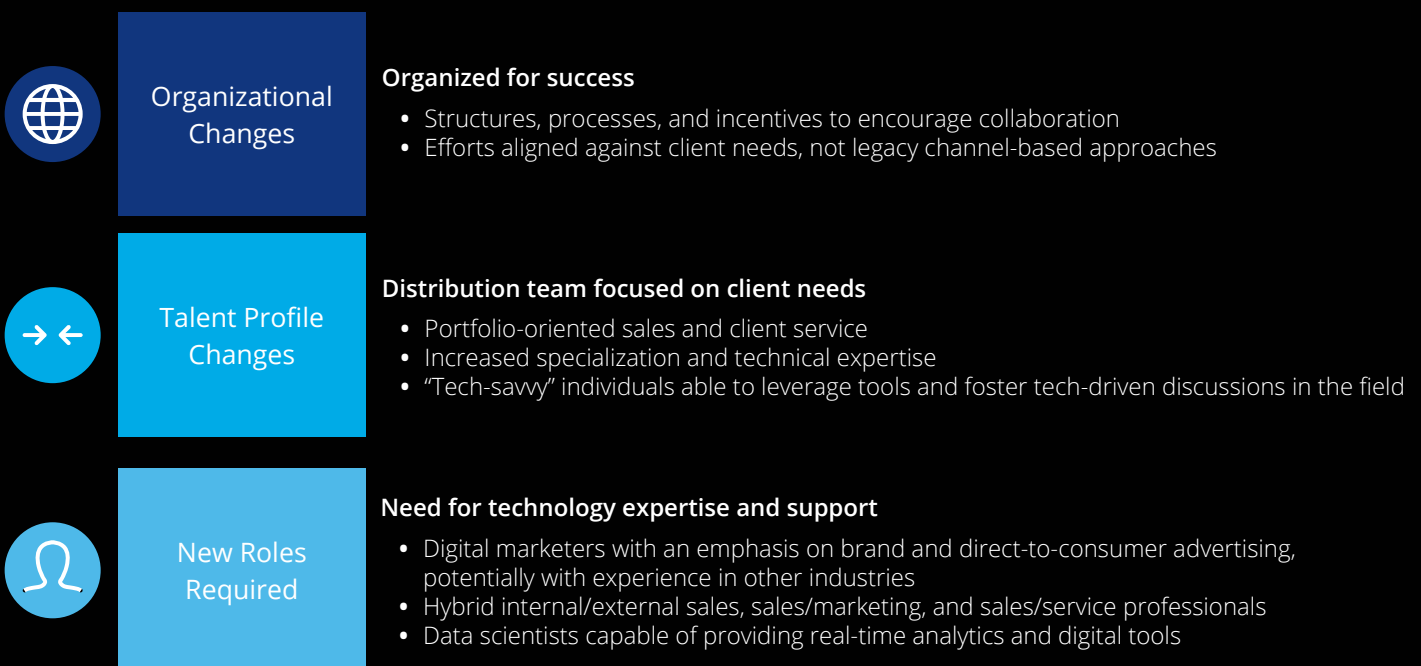 Organizational
Changes
Organized for success
• Structures, processes, and incentives to encourage collaboration
• Efforts aligned against client needs, not legacy channel-based approaches
Talent Profile
Changes
Distribution team focused on client needs
• Portfolio-oriented sales and client service
• Increased specialization and technical expertise
• “Tech-savvy” individuals able to leverage tools and foster tech-driven discussions in the field
New Roles
Required
Need for technology expertise and support
• Digital marketers with an emphasis on brand and direct-to-consumer advertising,
potentially with experience in other industries
• Hybrid internal/external sales, sales/marketing, and sales/service professionals
• Data scientists capable of providing real-time analytics and digital tools